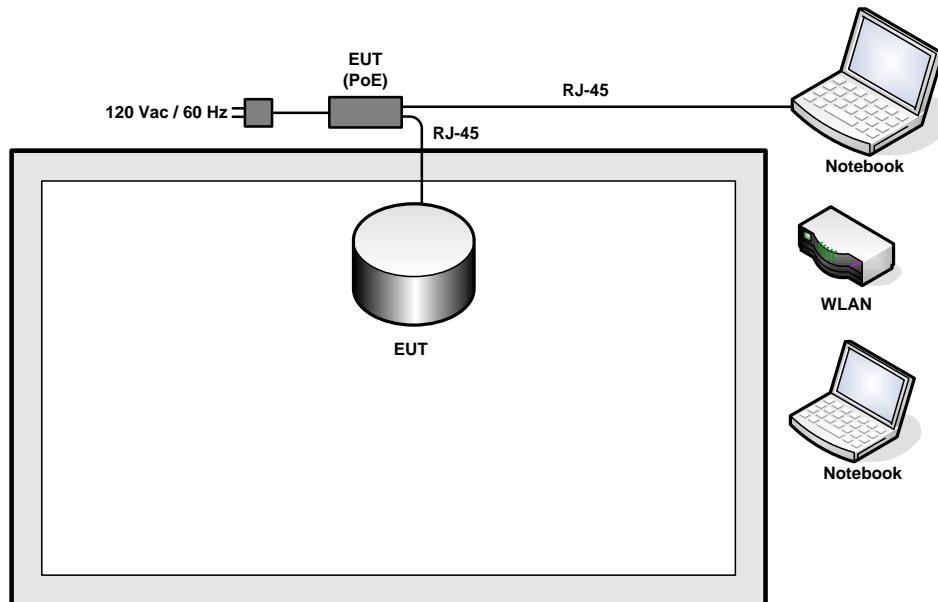 EUT
(PoE)
120 Vac / 60 Hz
RJ-45
RJ-45
Notebook
WLAN
EUT
Notebook